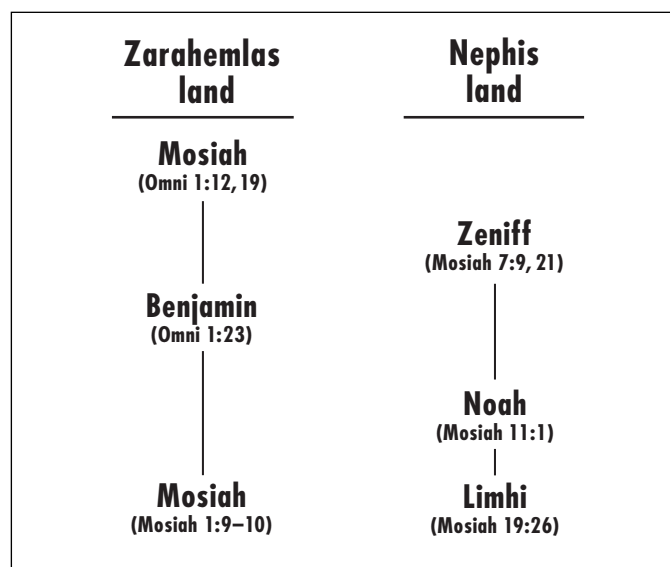 Zarahemlas
land
Mosiah
(Omni 1:12, 19)
Benjamin
(Omni 1:23)
Mosiah
(Mosiah 1:9–10)
Nephis
land
Zeniff
(Mosiah 7:9, 21)
Noah
(Mosiah 11:1)
Limhi
(Mosiah 19:26)